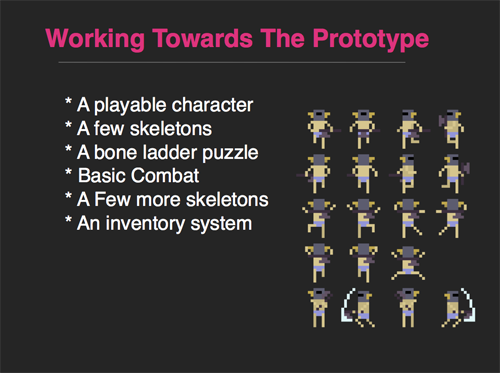 Working Towards The Prototype
* A playable character
* A few skeletons
* A bone ladder puzzle
* Basic Combat
* A Few more skeletons
* An inventory system